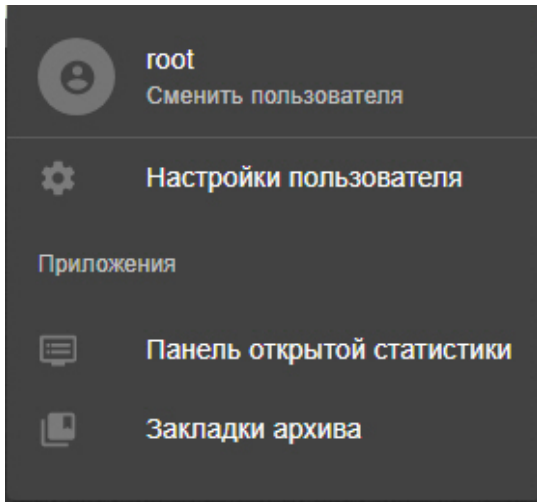 root
Сменить пользователя
Настройки пользователя
Приложения
Панель открытой статистики
Закладки архива